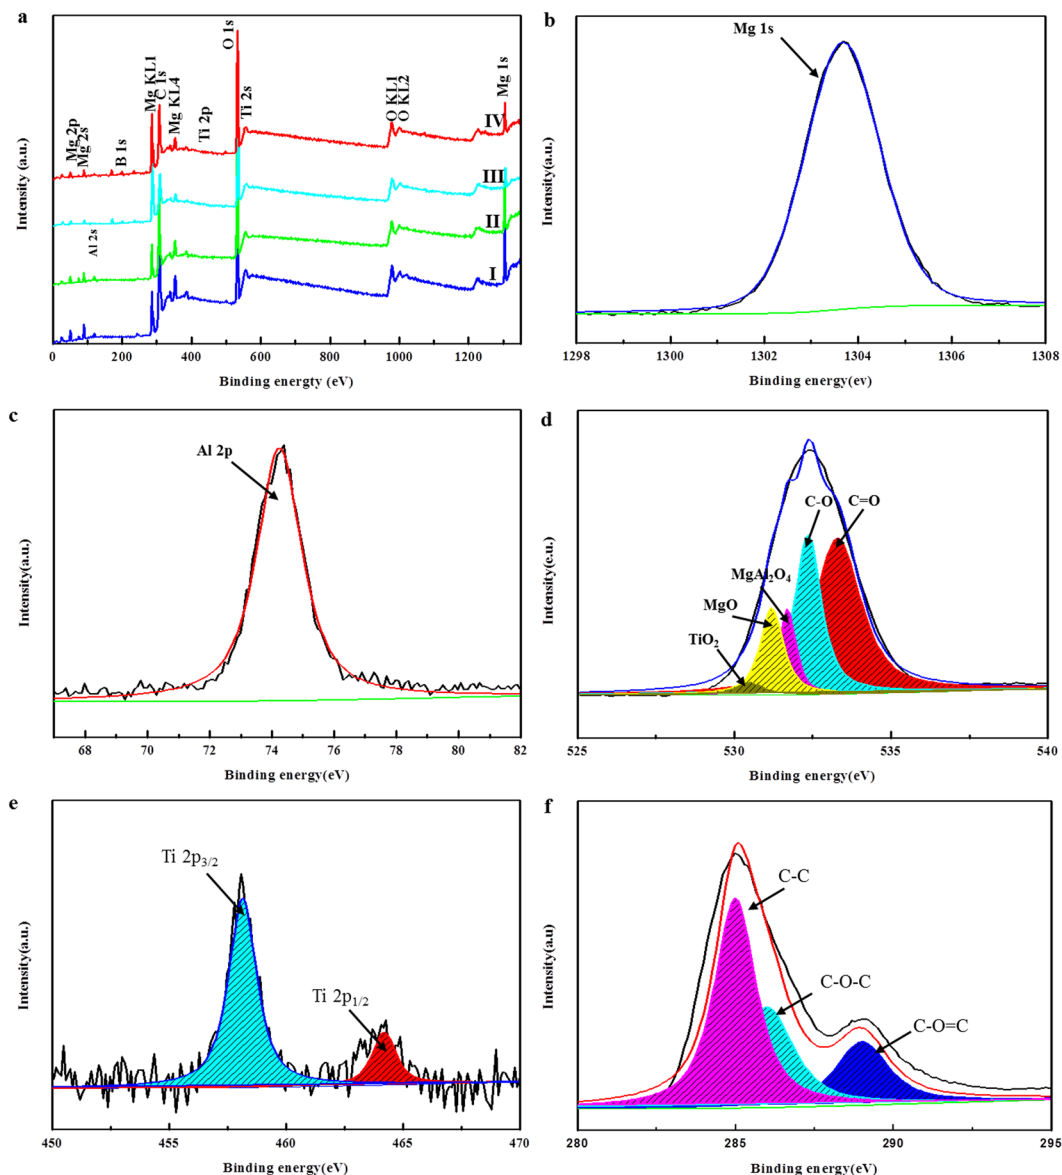 a
Mg 2p
Mg 2s
Al 2s
B 1s
Mg KL1
C 1s
Mg KL4
Ti 2p
O 1s
Ti 2s
O KL1
O KL2
Mg 1s
IV
III
II
I
Intensity (a.u.)
0 200 400 600 800 1000 1200
Binding energty (eV)
b
Mg 1s
Intensity(a.u.)
1298 1300 1302 1304 1306 1308
Binding energy(ev)
c
Al 2p
Intensity(a.u.)
68 70 72 74 76 78 80 82
Binding energy(eV)
d
C-O
C=O
MgAl₂O₄
MgO
TiO₂
Intensity(e.u.)
525 530 535 540
Binding energy(eV)
e
Ti 2p₃/₂
Ti 2p₁/₂
Intensity(a.u.)
450 455 460 465 470
Binding energy(eV)
f
C-C
C-O-C
C-O=C
Intensity(a.u)
280 285 290 295
Binding energy(eV)